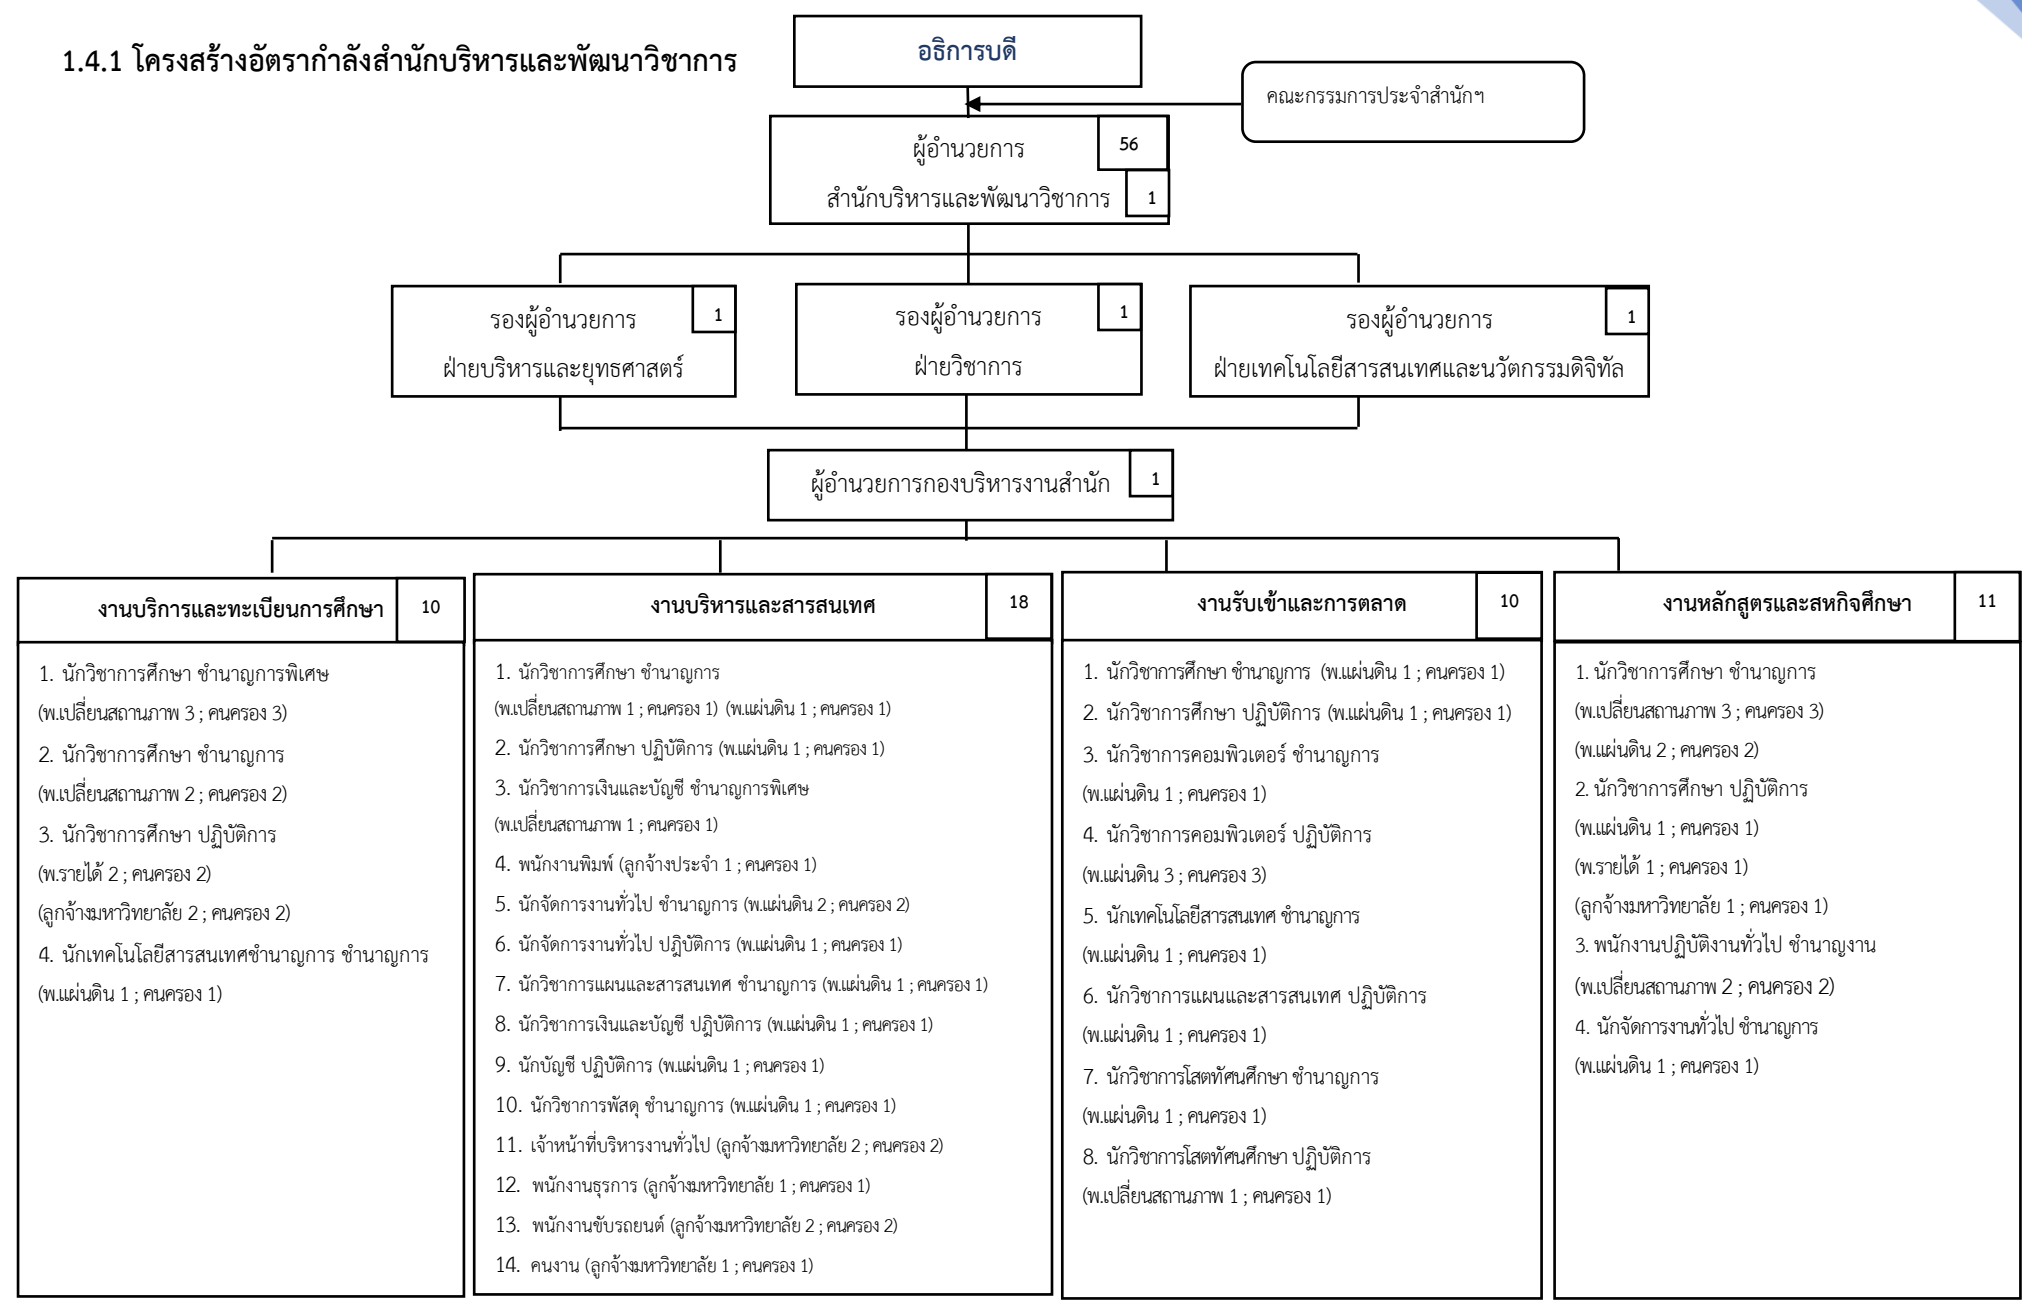 1.4.1 โครงสร้างอัตรากำลังสำนักบริหารและพัฒนาวิชาการ
อธิการบดี
คณะกรรมการประจำสำนักฯ
ผู้อำนวยการ
56
สำนักบริหารและพัฒนาวิชาการ
1
รองผู้อำนวยการ
1
ฝ่ายบริหารและยุทธศาสตร์
รองผู้อำนวยการ
1
ฝ่ายวิชาการ
รองผู้อำนวยการ
1
ฝ่ายเทคโนโลยีสารสนเทศและนวัตกรรมดิจิทัล
ผู้อำนวยการกองบริหารงานสำนัก
1
งานบริการและทะเบียนการศึกษา
10
1. นักวิชาการศึกษา ชำนาญการพิเศษ
(พ.เปลี่ยนสถานภาพ 3 ; คนครอง 3)
2. นักวิชาการศึกษา ชำนาญการ
(พ.เปลี่ยนสถานภาพ 2 ; คนครอง 2)
3. นักวิชาการศึกษา ปฏิบัติการ
(พ.รายได้ 2 ; คนครอง 2)
(ลูกจ้างมหาวิทยาลัย 2 ; คนครอง 2)
4. นักเทคโนโลยีสารสนเทศชำนาญการ ชำนาญการ
(พ.แผ่นดิน 1 ; คนครอง 1)
งานบริหารและสารสนเทศ
18
1. นักวิชาการศึกษา ชำนาญการ
(พ.เปลี่ยนสถานภาพ 1 ; คนครอง 1) (พ.แผ่นดิน 1 ; คนครอง 1)
2. นักวิชาการศึกษา ปฏิบัติการ (พ.แผ่นดิน 1 ; คนครอง 1)
3. นักวิชาการเงินและบัญชี ชำนาญการพิเศษ
(พ.เปลี่ยนสถานภาพ 1 ; คนครอง 1)
4. พนักงานพิมพ์ (ลูกจ้างประจำ 1 ; คนครอง 1)
5. นักจัดการงานทั่วไป ชำนาญการ (พ.แผ่นดิน 2 ; คนครอง 2)
6. นักจัดการงานทั่วไป ปฎิบัติการ (พ.แผ่นดิน 1 ; คนครอง 1)
7. นักวิชาการแผนและสารสนเทศ ชำนาญการ (พ.แผ่นดิน 1 ; คนครอง 1)
8. นักวิชาการเงินและบัญชี ปฎิบัติการ (พ.แผ่นดิน 1 ; คนครอง 1)
9. นักบัญชี ปฏิบัติการ (พ.แผ่นดิน 1 ; คนครอง 1)
10. นักวิชาการพัสดุ ชำนาญการ (พ.แผ่นดิน 1 ; คนครอง 1)
11. เจ้าหน้าที่บริหารงานทั่วไป (ลูกจ้างมหาวิทยาลัย 2 ; คนครอง 2)
12. พนักงานธุรการ (ลูกจ้างมหาวิทยาลัย 1 ; คนครอง 1)
13. พนักงานขับรถยนต์ (ลูกจ้างมหาวิทยาลัย 2 ; คนครอง 2)
14. คนงาน (ลูกจ้างมหาวิทยาลัย 1 ; คนครอง 1)
งานรับเข้าและการตลาด
10
1. นักวิชาการศึกษา ชำนาญการ (พ.แผ่นดิน 1 ; คนครอง 1)
2. นักวิชาการศึกษา ปฏิบัติการ (พ.แผ่นดิน 1 ; คนครอง 1)
3. นักวิชาการคอมพิวเตอร์ ชำนาญการ
(พ.แผ่นดิน 1 ; คนครอง 1)
4. นักวิชาการคอมพิวเตอร์ ปฏิบัติการ
(พ.แผ่นดิน 3 ; คนครอง 3)
5. นักเทคโนโลยีสารสนเทศ ชำนาญการ
(พ.แผ่นดิน 1 ; คนครอง 1)
6. นักวิชาการแผนและสารสนเทศ ปฏิบัติการ
(พ.แผ่นดิน 1 ; คนครอง 1)
7. นักวิชาการโสตทัศนศึกษา ชำนาญการ
(พ.แผ่นดิน 1 ; คนครอง 1)
8. นักวิชาการโสตทัศนศึกษา ปฏิบัติการ
(พ.เปลี่ยนสถานภาพ 1 ; คนครอง 1)
งานหลักสูตรและสหกิจศึกษา
11
1. นักวิชาการศึกษา ชำนาญการ
(พ.เปลี่ยนสถานภาพ 3 ; คนครอง 3)
(พ.แผ่นดิน 2 ; คนครอง 2)
2. นักวิชาการศึกษา ปฏิบัติการ
(พ.แผ่นดิน 1 ; คนครอง 1)
(พ.รายได้ 1 ; คนครอง 1)
(ลูกจ้างมหาวิทยาลัย 1 ; คนครอง 1)
3. พนักงานปฏิบัติงานทั่วไป ชำนาญงาน
(พ.เปลี่ยนสถานภาพ 2 ; คนครอง 2)
4. นักจัดการงานทั่วไป ชำนาญการ
(พ.แผ่นดิน 1 ; คนครอง 1)